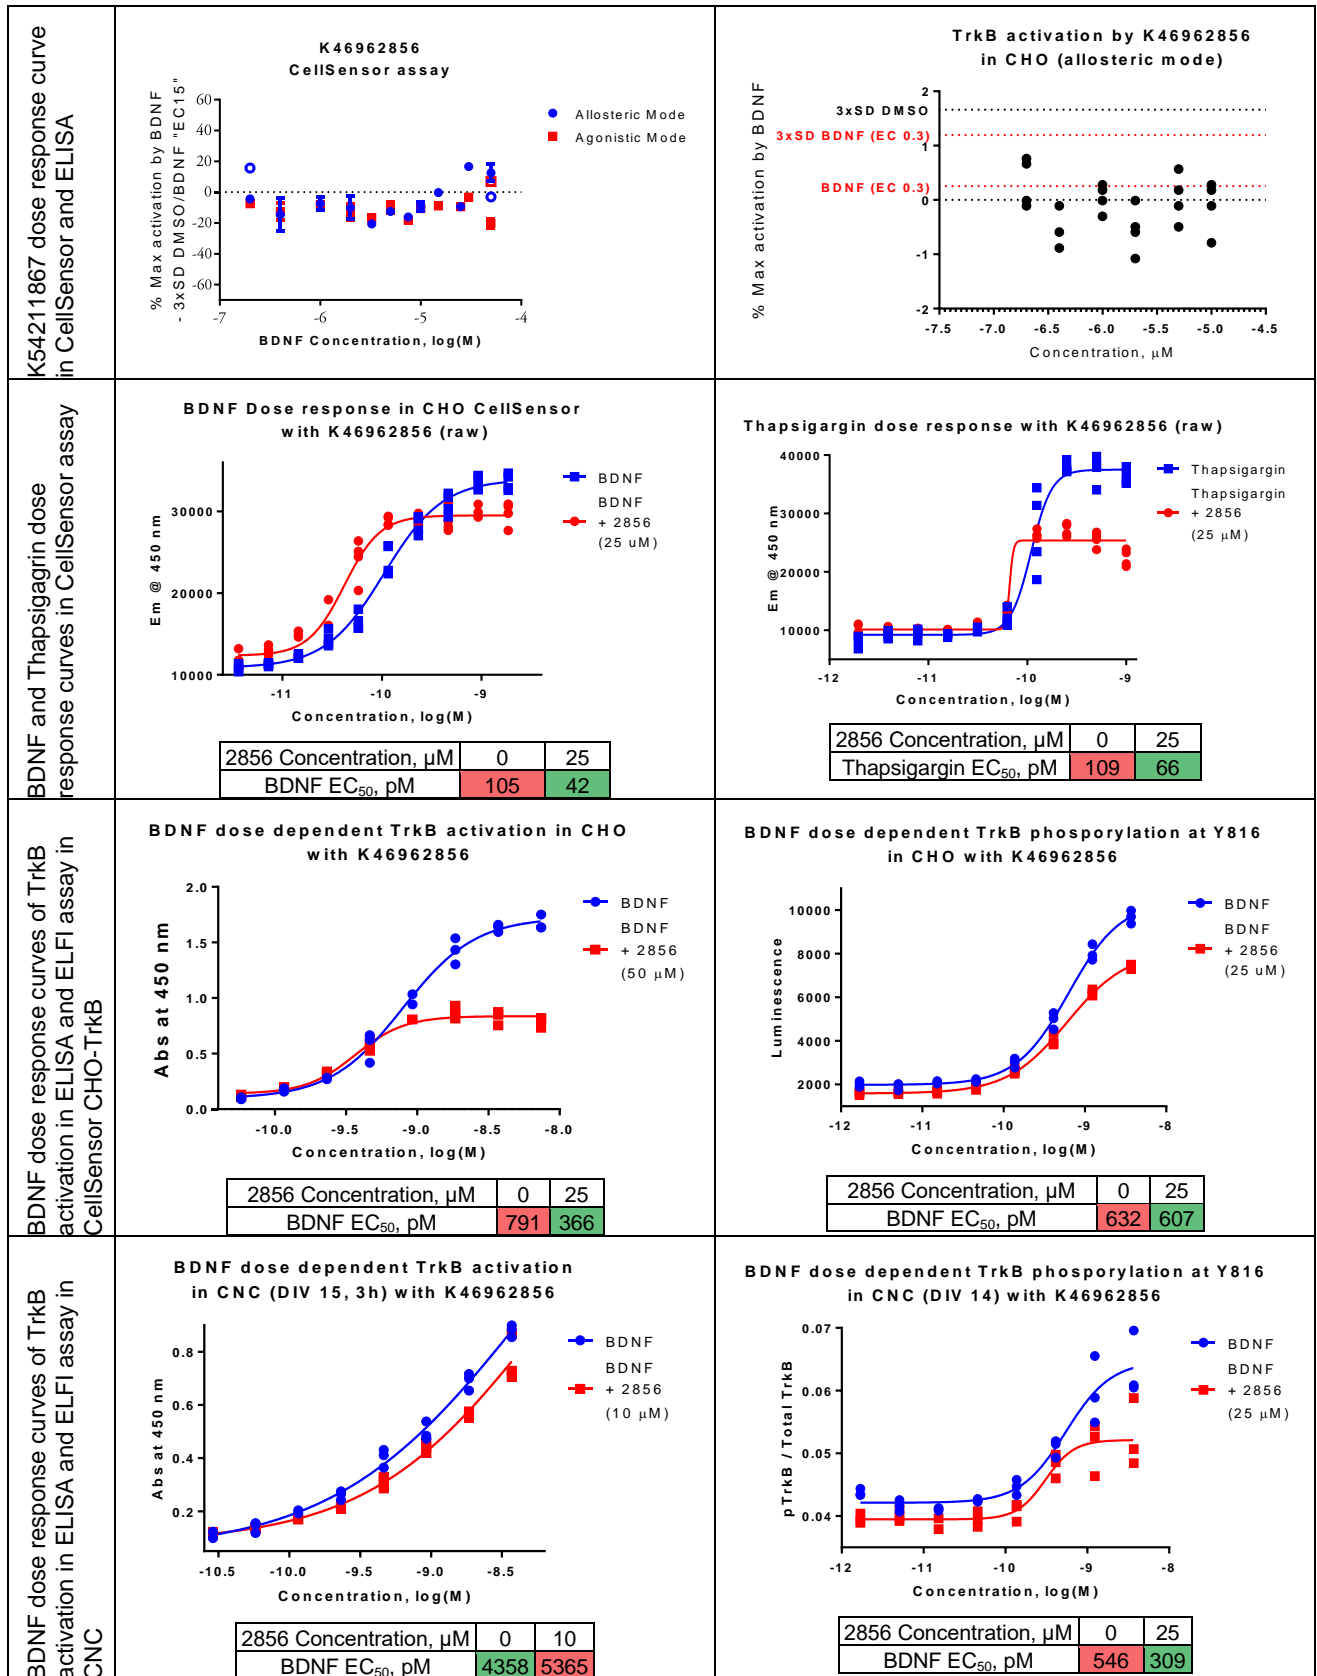 K54211867 dose response curve
in CellSensor and ELISA
K46962856
CellSensor assay
% Max activation by BDNF
- 3xSD DMSO/BDNF "EC15"
60
40
20
0
-20
-40
-60
-7
-6
-5
-4
BDNF Concentration, log(M)
Allosteric Mode
Agonistic Mode
TrkB activation by K46962856
in CHO (allosteric mode)
% Max activation by BDNF
2
3xSD DMSO
3xSD BDNF (EC 0.3)
1
BDNF (EC 0.3)
0
-1
-2
-7.5
-7.0
-6.5
-6.0
-5.5
-5.0
-4.5
Concentration, µM
BDNF and Thapsigagrin dose
response curves in CellSensor assay
BDNF Dose response in CHO CellSensor
with K46962856 (raw)
Em @ 450 nm
30000
20000
10000
-11
-10
-9
Concentration, log(M)
BDNF
BDNF
+ 2856
(25 uM)
2856 Concentration, µM 0 25
BDNF EC50, pM 105 42
Thapsigargin dose response with K46962856 (raw)
Em @ 450 nm
40000
30000
20000
10000
-12
-11
-10
-9
Concentration, log(M)
Thapsigargin
Thapsigargin
+ 2856
(25 µM)
2856 Concentration, µM 0 25
Thapsigargin EC50, pM 109 66
BDNF dose response curves of TrkB
activation in ELISA and ELFI assay in
CellSensor CHO-TrkB
BDNF dose dependent TrkB activation in CHO
with K46962856
Abs at 450 nm
2.0
1.5
1.0
0.5
0.0
-10.0
-9.5
-9.0
-8.5
-8.0
Concentration, log(M)
BDNF
BDNF
+ 2856
(50 µM)
2856 Concentration, µM 0 25
BDNF EC50, pM 791 366
BDNF dose dependent TrkB phosporylation at Y816
in CHO with K46962856
Luminescence
10000
8000
6000
4000
2000
-12
-11
-10
-9
-8
Concentration, log(M)
BDNF
BDNF
+ 2856
(25 uM)
2856 Concentration, µM 0 25
BDNF EC50, pM 632 607
BDNF dose response curves of TrkB
activation in ELISA and ELFI assay in
CNC
BDNF dose dependent TrkB activation
in CNC (DIV 15, 3h) with K46962856
Abs at 450 nm
0.8
0.6
0.4
0.2
-10.5
-10.0
-9.5
-9.0
-8.5
Concentration, log(M)
BDNF
BDNF
+ 2856
(10 µM)
2856 Concentration, µM 0 10
BDNF EC50, pM 4358 5365
BDNF dose dependent TrkB phosporylation at Y816
in CNC (DIV 14) with K46962856
pTrkB / Total TrkB
0.07
0.06
0.05
0.04
-12
-11
-10
-9
-8
Concentration, log(M)
BDNF
BDNF
+ 2856
(25 µM)
2856 Concentration, µM 0 25
BDNF EC50, pM 546 309